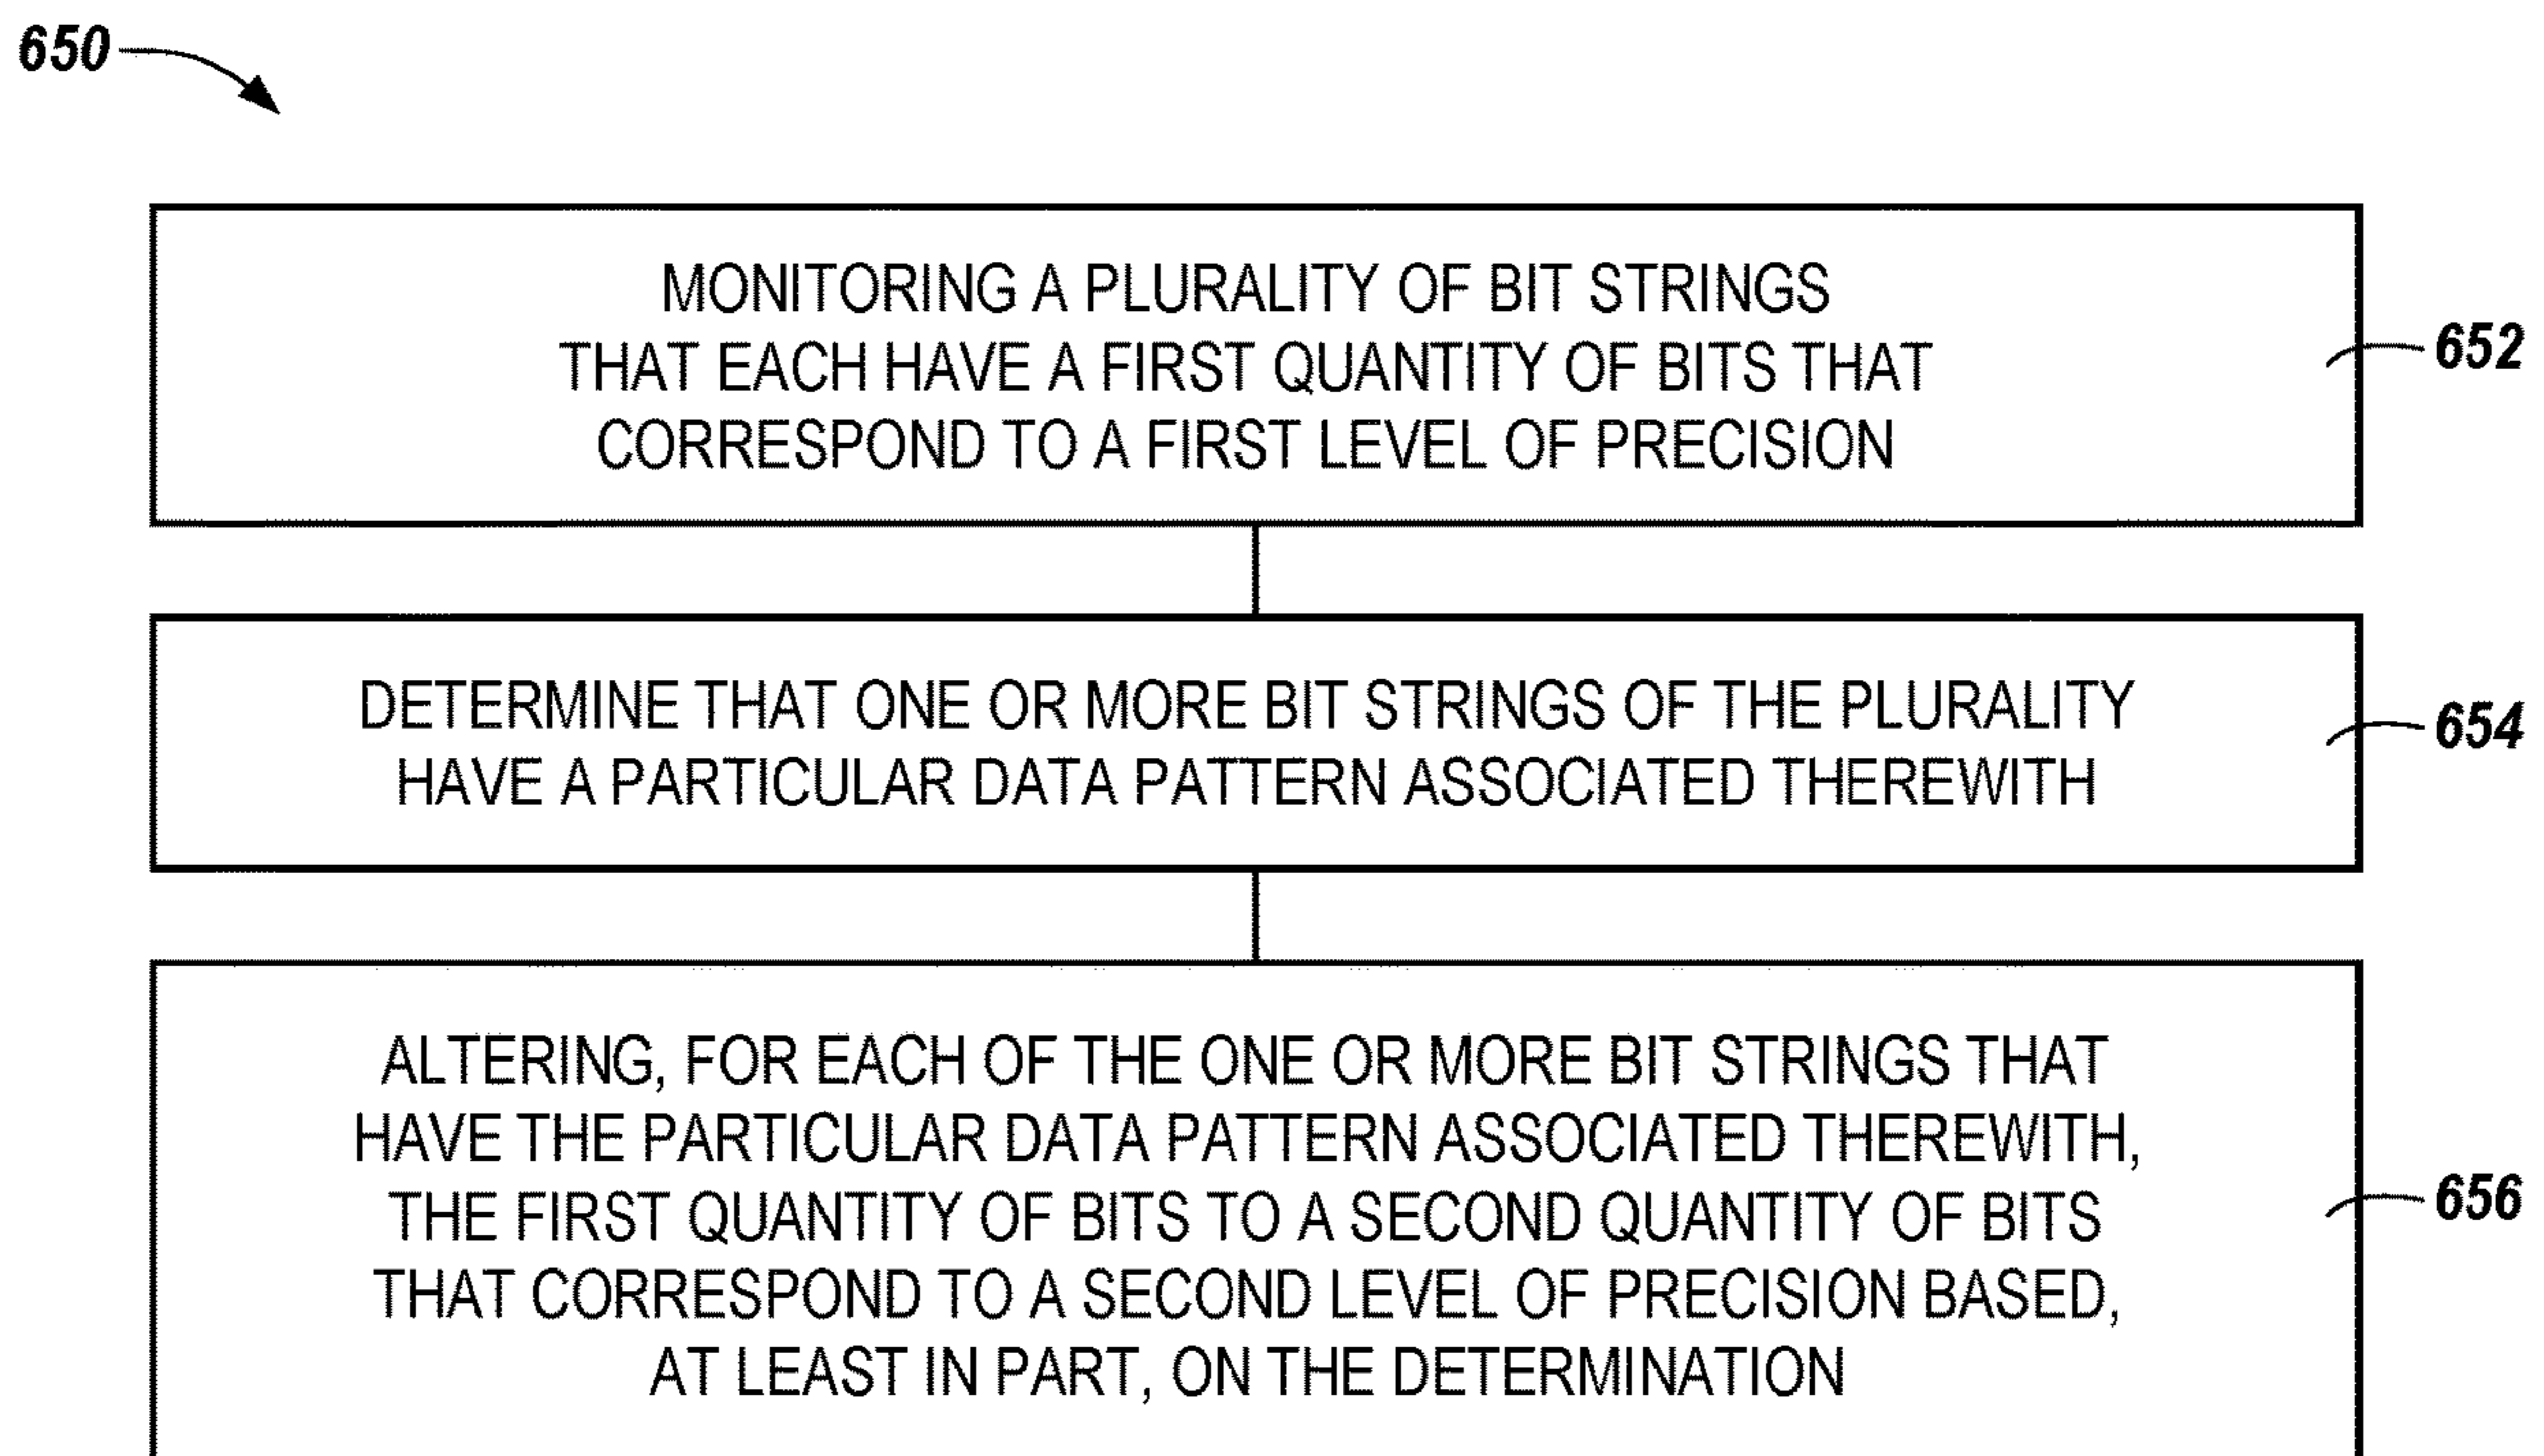 650
MONITORING A PLURALITY OF BIT STRINGS
THAT EACH HAVE A FIRST QUANTITY OF BITS THAT
CORRESPOND TO A FIRST LEVEL OF PRECISION
652
DETERMINE THAT ONE OR MORE BIT STRINGS OF THE PLURALITY
HAVE A PARTICULAR DATA PATTERN ASSOCIATED THEREWITH
654
ALTERING, FOR EACH OF THE ONE OR MORE BIT STRINGS THAT
HAVE THE PARTICULAR DATA PATTERN ASSOCIATED THEREWITH,
THE FIRST QUANTITY OF BITS TO A SECOND QUANTITY OF BITS
THAT CORRESPOND TO A SECOND LEVEL OF PRECISION BASED,
AT LEAST IN PART, ON THE DETERMINATION
656